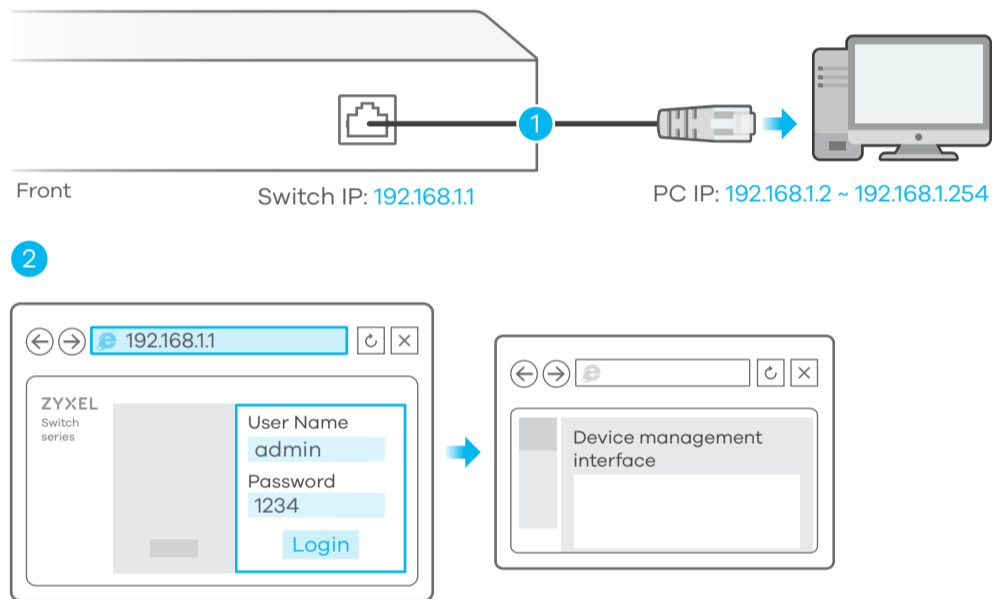 1
Front
Switch IP: 192.168.1.1
PC IP: 192.168.1.2 ~ 192.168.1.254
2
192.168.1.1
ZYXEL
Switch
series
User Name
admin
Password
1234
Login
Device management
interface